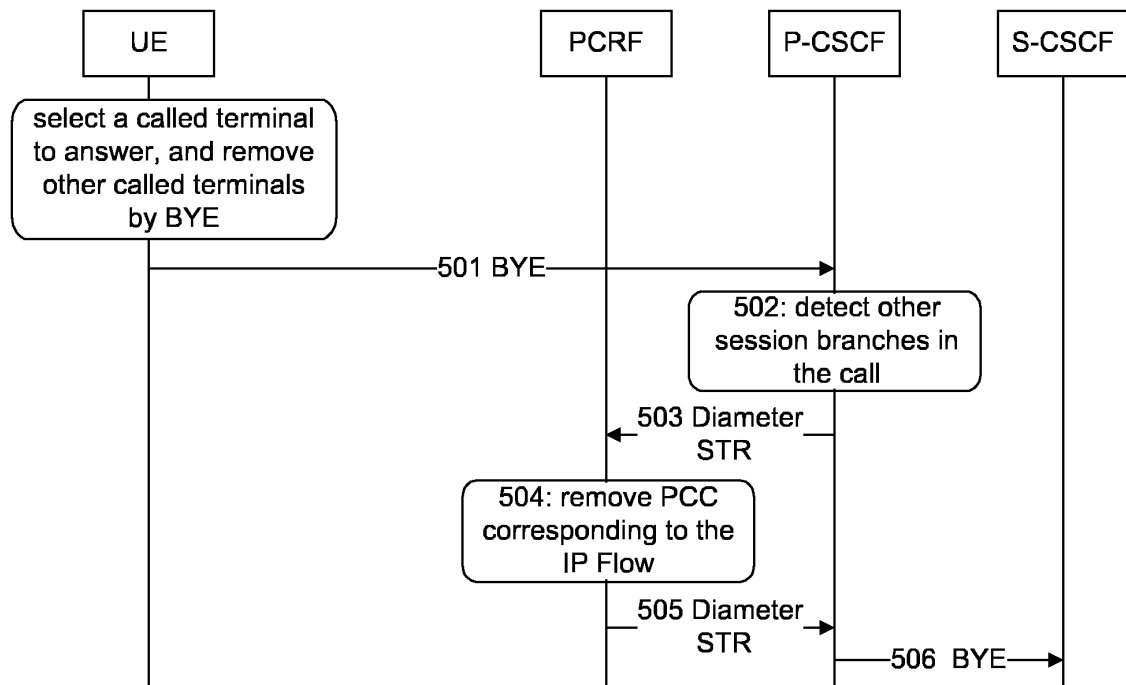 UE
PCRF
P-CSCF
S-CSCF
select a called terminal
to answer, and remove
other called terminals
by BYE
501 BYE
502: detect other
session branches in
the call
503 Diameter
STR
504: remove PCC
corresponding to the
IP Flow
505 Diameter
STR
506 BYE